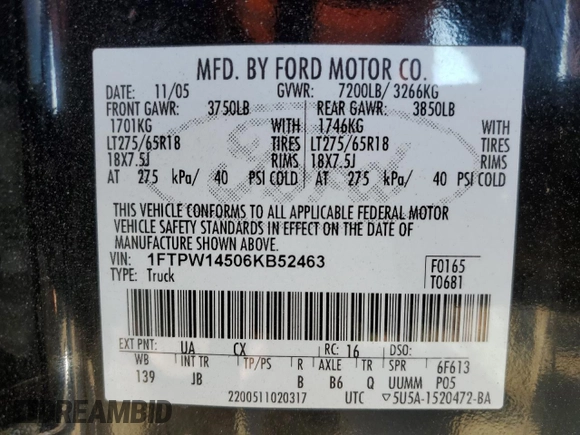 MFD. BY FORD MOTOR CO.
DATE: 11/05 GVWR: 7200LB/ 3266KG
FRONT GAWR: 3750LB REAR GAWR: 3850LB
1701KG WITH 1746KG WITH
LT275/65R18 TIRES LT275/65R18 TIRES
18X7.5J RIMS 18X7.5J RIMS
AT 275 kPa/ 40 PSI COLD AT 275 kPa/ 40 PSI COLD
THIS VEHICLE CONFORMS TO ALL APPLICABLE FEDERAL MOTOR
VEHICLE SAFETY STANDARDS IN EFFECT ON THE DATE OF
MANUFACTURE SHOWN ABOVE.
VIN: 1FTPW14506KB52463 F0165
TYPE: Truck T0681
EXT PNT: UA CX RC: 16 DSO:
WB INT TR TP/PS R AXLE TR SPR 6F613
139 JB B B6 Q UUMM P05
2200511020317 UTC ▽5U5A-1520472-BA
Ford
DREAMBID